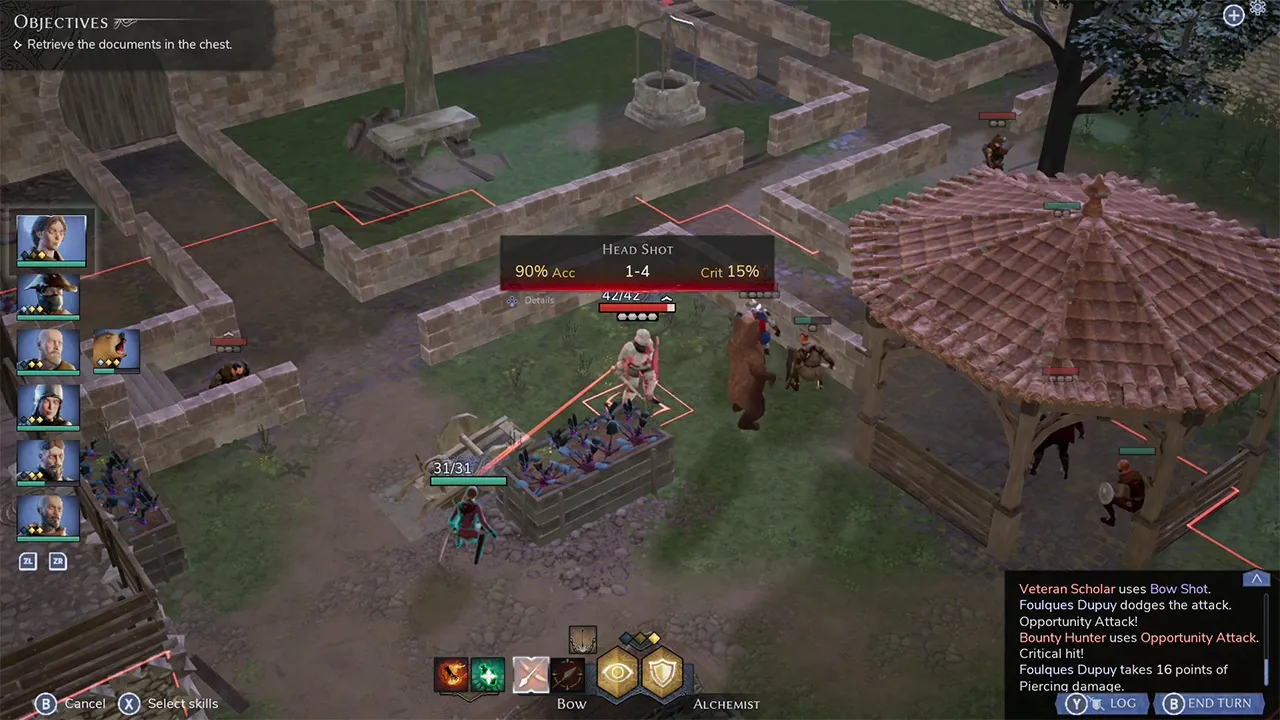 OBJECTIVES
Retrieve the documents in the chest.
HEAD SHOT
90% Acc 1-4 Crit 15%
Details
42/42
31/31
ZL ZR
Veteran Scholar uses Bow Shot.
Foulques Dupuy dodges the attack.
Opportunity Attack!
Bounty Hunter uses Opportunity Attack.
Critical hit!
Foulques Dupuy takes 16 points of
Piercing damage.
BOW
ALCHEMIST
B Cancel X Select skills
Y LOG B END TURN